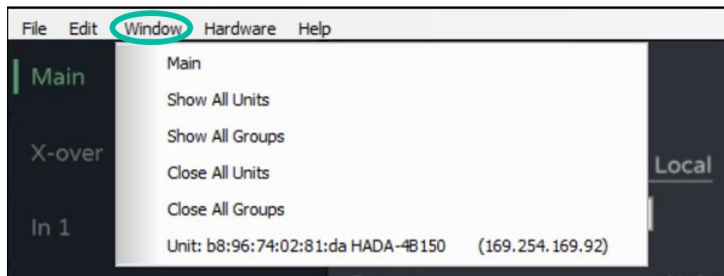 File Edit Window Hardware Help
Main
Main
Show All Units
Show All Groups
X-over
Close All Units
Local
Close All Groups
In 1
Unit: b8:96:74:02:81:da HADA-4B150 (169.254.169.92)